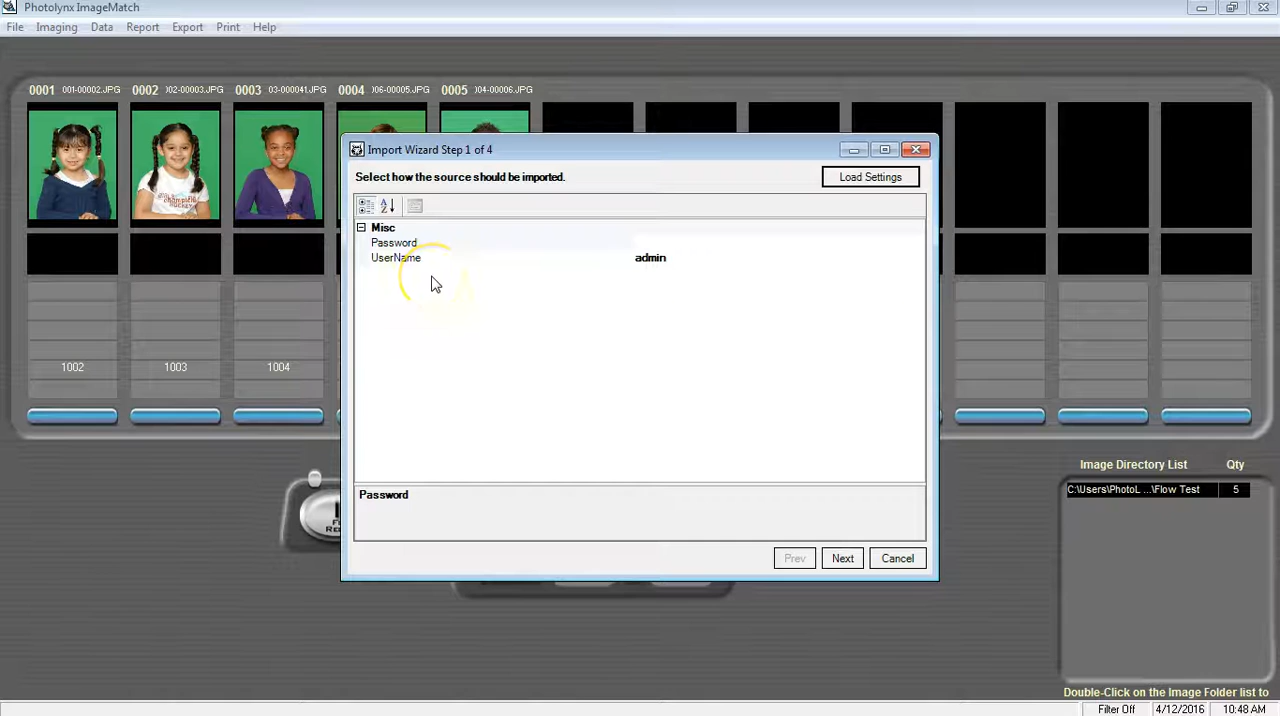 Photolynx ImageMatch
File Imaging Data Report Export Print Help
0001 001-00002.JPG 0002 002-00003.JPG 0003 03-000041.JPG 0004 006-00005.JPG 0005 004-00006.JPG
Import Wizard Step 1 of 4
Select how the source should be imported.
Load Settings
Misc
Password
UserName admin
1002 1003 1004
Password
Prev Next Cancel
Image Directory List Qty
C:\Users\PhotoL ...\Flow Test 5
Double-Click on the Image Folder list to
Filter Off 4/12/2016 10:48 AM